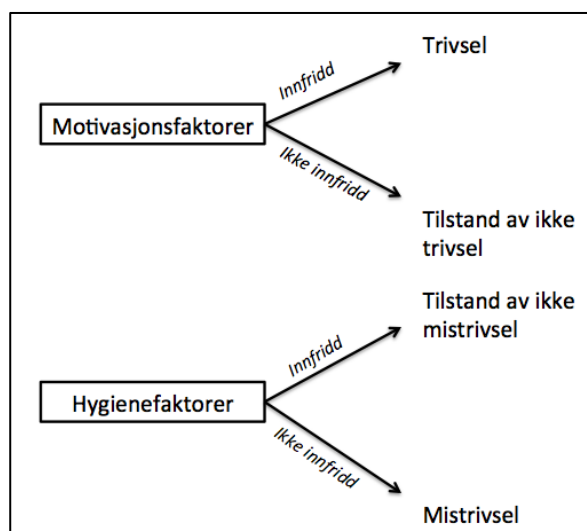 Trivsel
Innfridd
Motivasjonsfaktorer
Ikke innfridd
Tilstand av ikke
trivsel
Tilstand av ikke
mistrivsel
Innfridd
Hygienefaktorer
Ikke innfridd
Mistrivsel